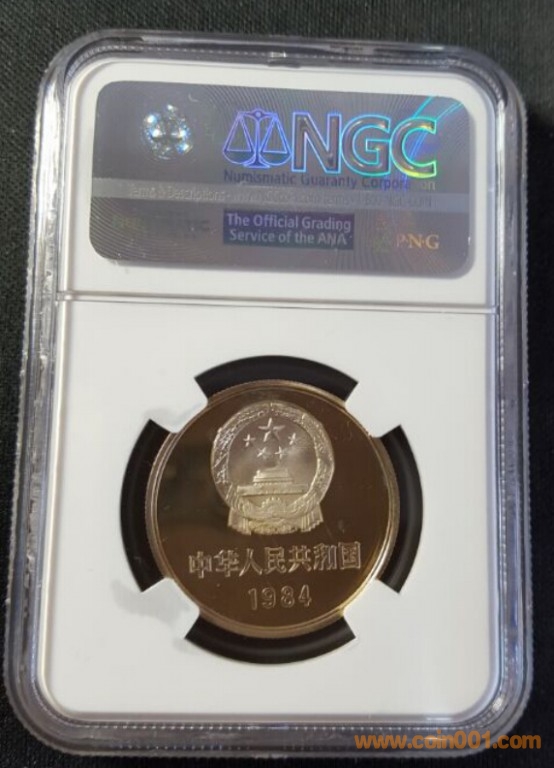 NGC
Numismatic Guaranty Corporation
The Official Grading
Service of the ANA
PNG
中华人民共和国
1984
www.coin001.com